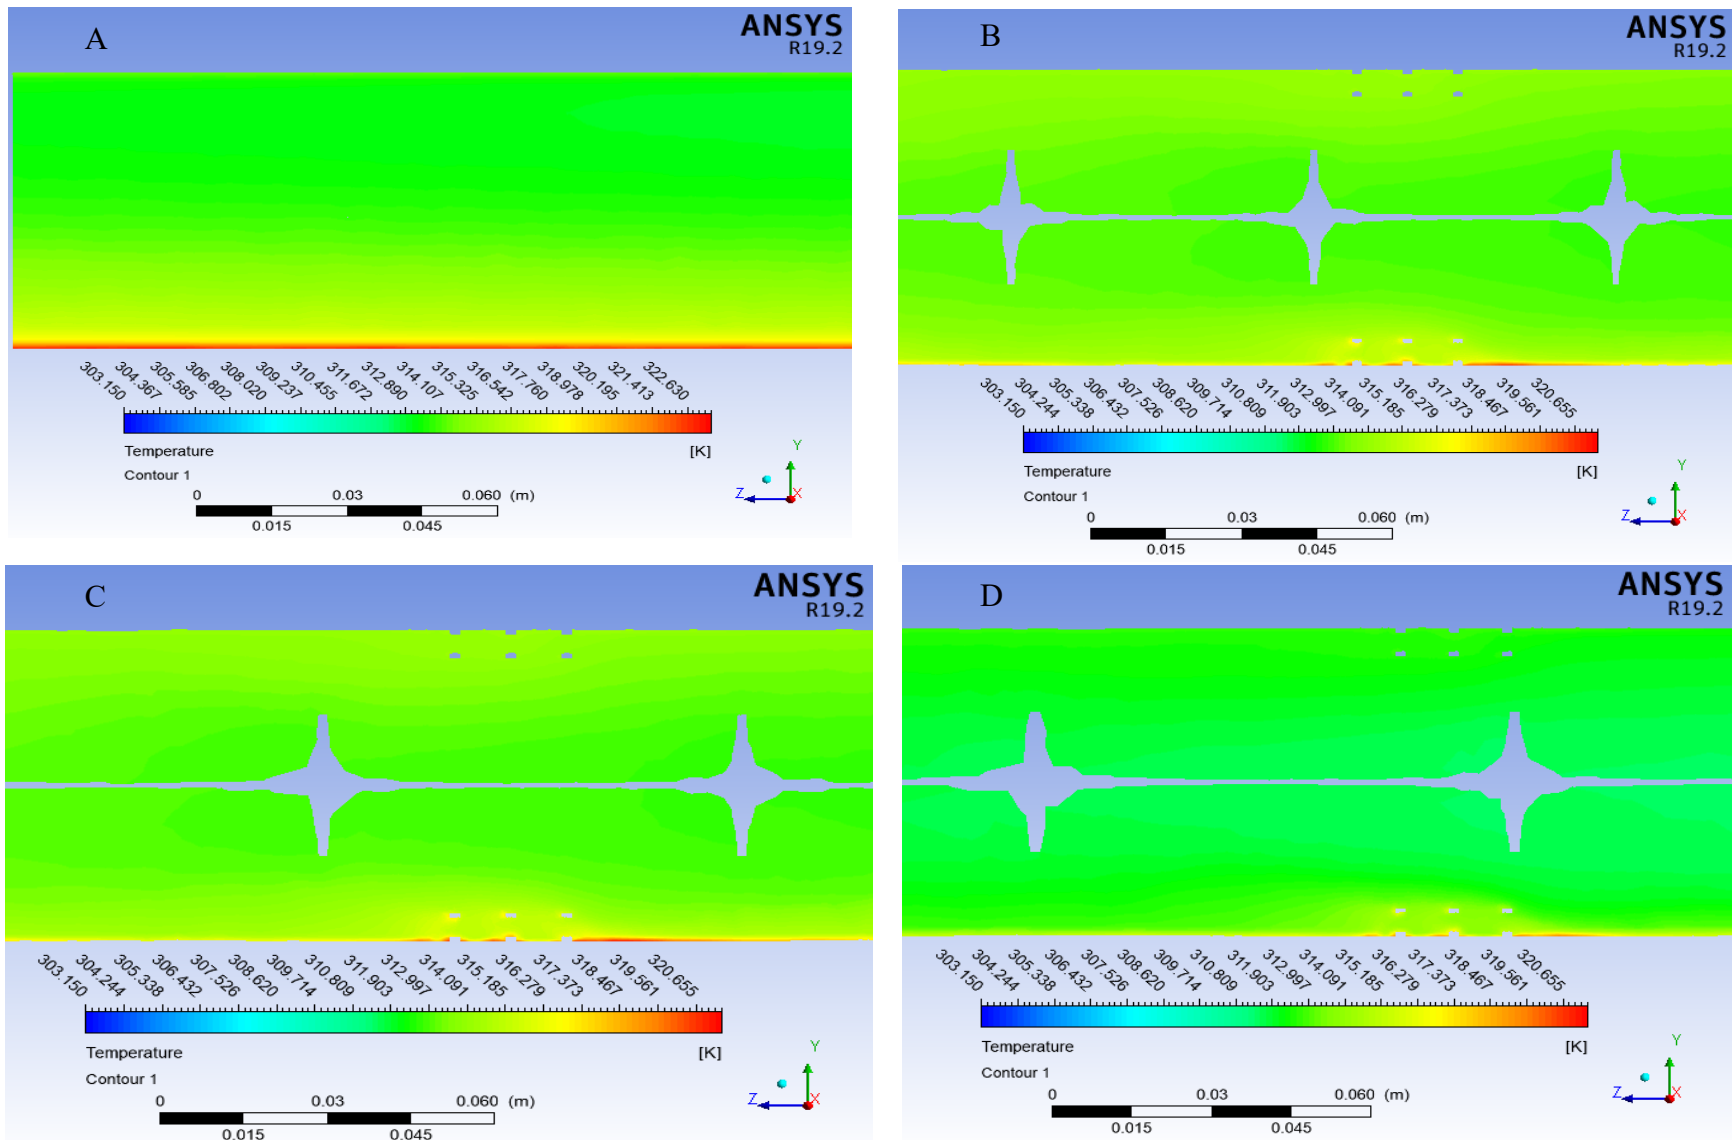 A
ANSYS
R19.2
303.150 304.367 305.585 306.802 308.020 309.237 310.455 311.672 312.890 314.107 315.325 316.542 317.760 318.978 320.195 321.413 322.630
Temperature [K]
Contour 1
0 0.03 0.060 (m)
0.015 0.045
Y
Z X
B
ANSYS
R19.2
303.150 304.244 305.338 306.432 307.526 308.620 309.714 310.809 311.903 312.997 314.091 315.185 316.279 317.373 318.467 319.561 320.655
Temperature [K]
Contour 1
0 0.03 0.060 (m)
0.015 0.045
Y
Z X
C
ANSYS
R19.2
303.150 304.244 305.338 306.432 307.526 308.620 309.714 310.809 311.903 312.997 314.091 315.185 316.279 317.373 318.467 319.561 320.655
Temperature [K]
Contour 1
0 0.03 0.060 (m)
0.015 0.045
Y
Z X
D
ANSYS
R19.2
303.150 304.244 305.338 306.432 307.526 308.620 309.714 310.809 311.903 312.997 314.091 315.185 316.279 317.373 318.467 319.561 320.655
Temperature [K]
Contour 1
0 0.03 0.060 (m)
0.015 0.045
Y
Z X